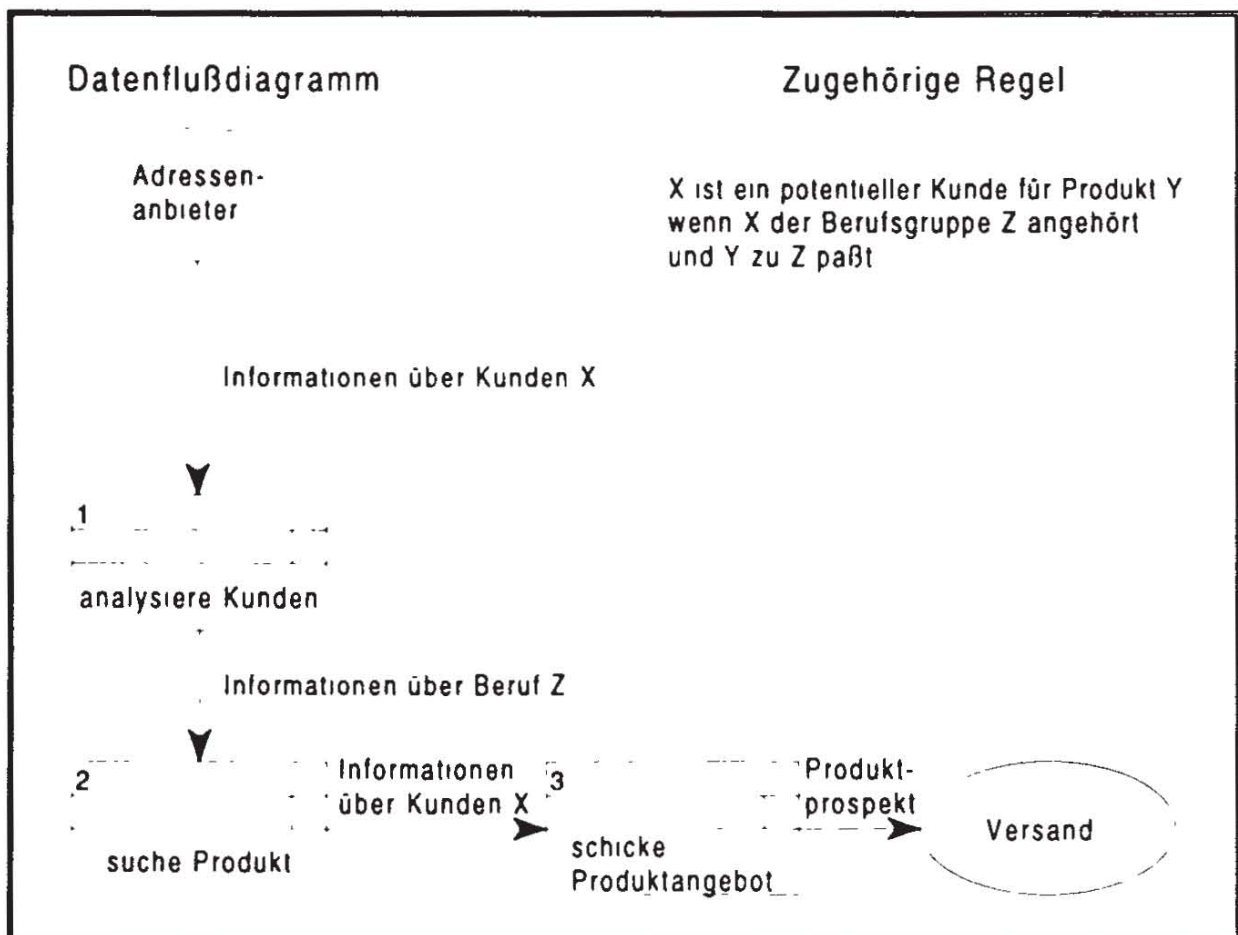 Datenflußdiagramm
Zugehörige Regel
Adressen-
anbieter
X ist ein potentieller Kunde für Produkt Y
wenn X der Berufsgruppe Z angehört
und Y zu Z paßt
Informationen über Kunden X
1
analysiere Kunden
Informationen über Beruf Z
2
suche Produkt
Informationen
über Kunden X
3
schicke
Produktangebot
Produkt-
prospekt
Versand